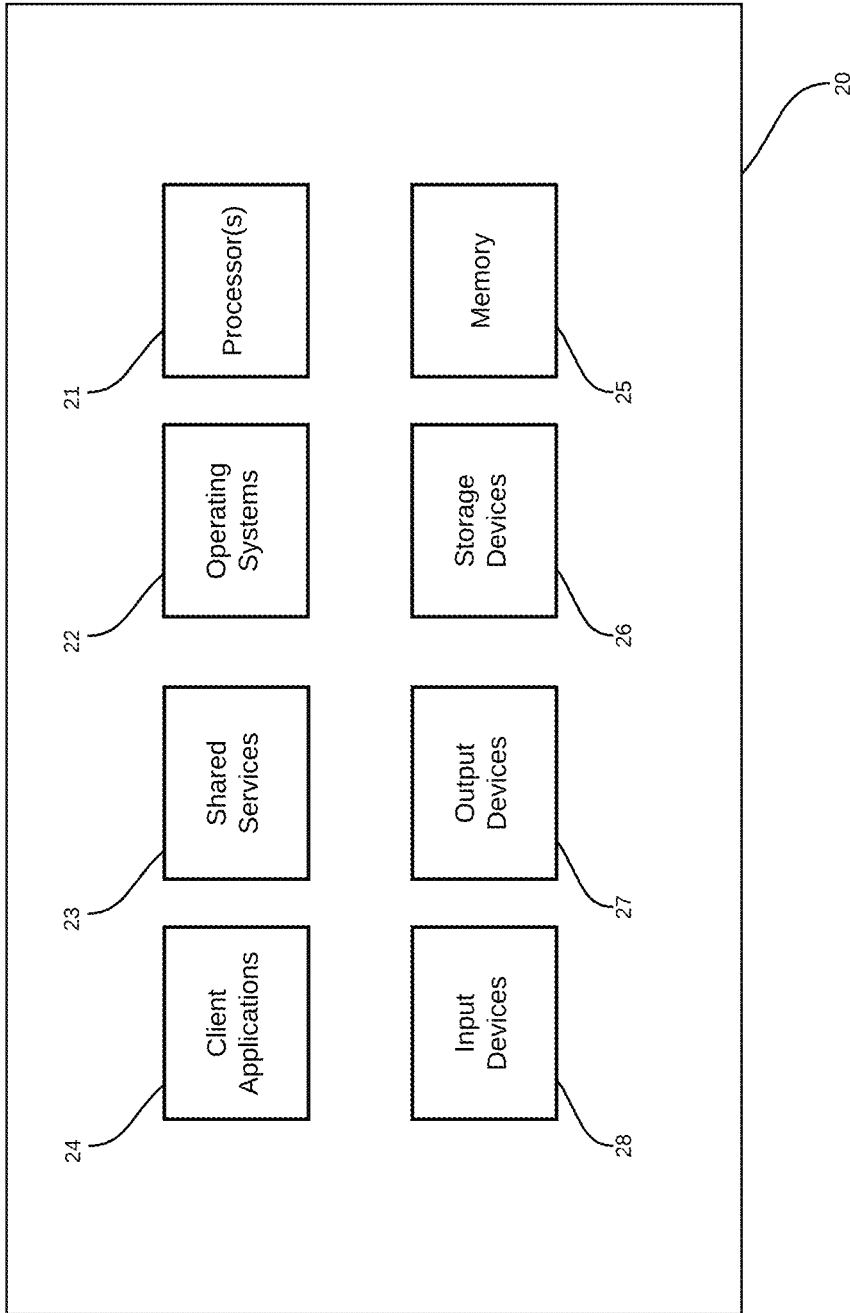 24
23
22
21
Client
Applications
Shared
Services
Operating
Systems
Processor(s)
Input
Devices
Output
Devices
Storage
Devices
Memory
28
27
26
25
20